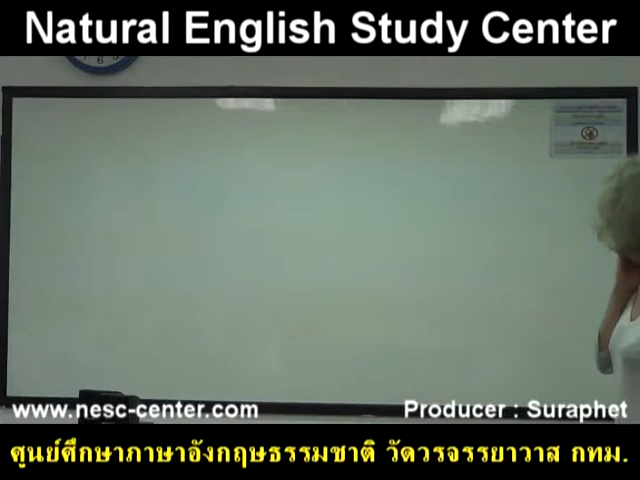 Natural English Study Center
www.nesc-center.com
Producer : Suraphet
ศูนย์ศึกษาภาษาอังกฤษธรรมชาติ วัดวรจรรยาวาส กทม.